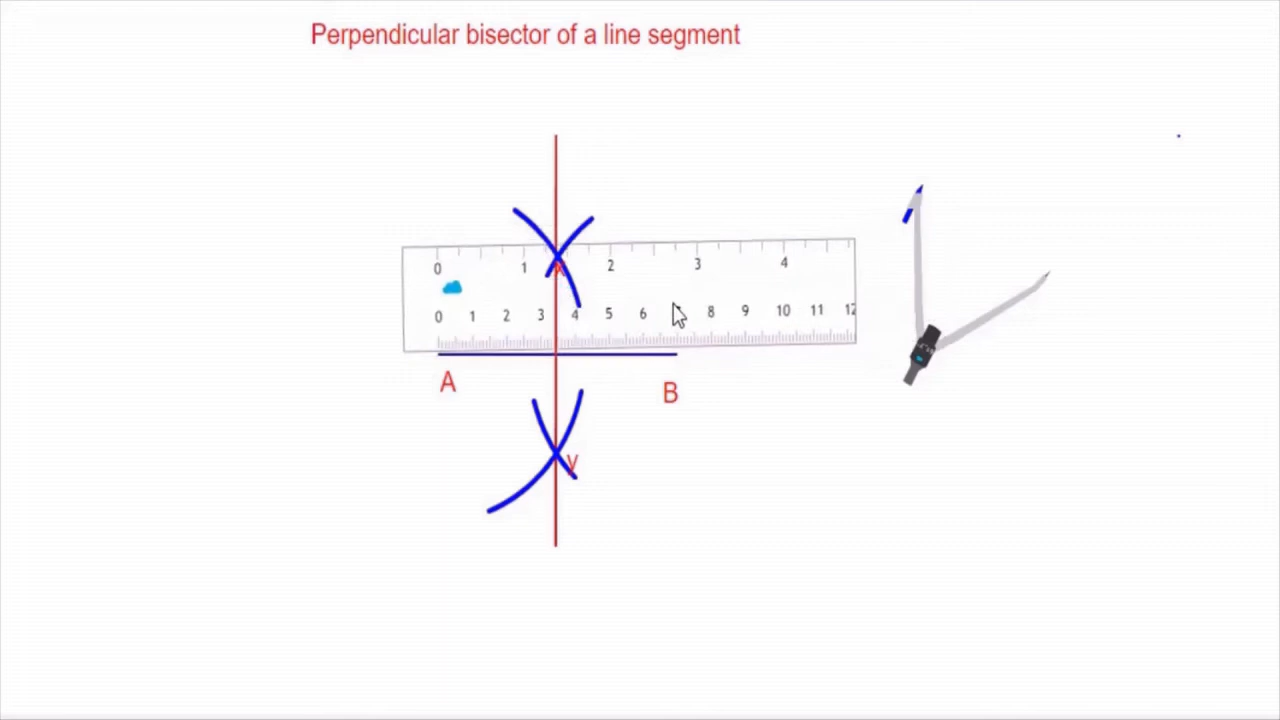 Perpendicular bisector of a line segment
0 1 2 3 4
x
0 1 2 3 4 5 6 8 9 10 11 12
A
B
y